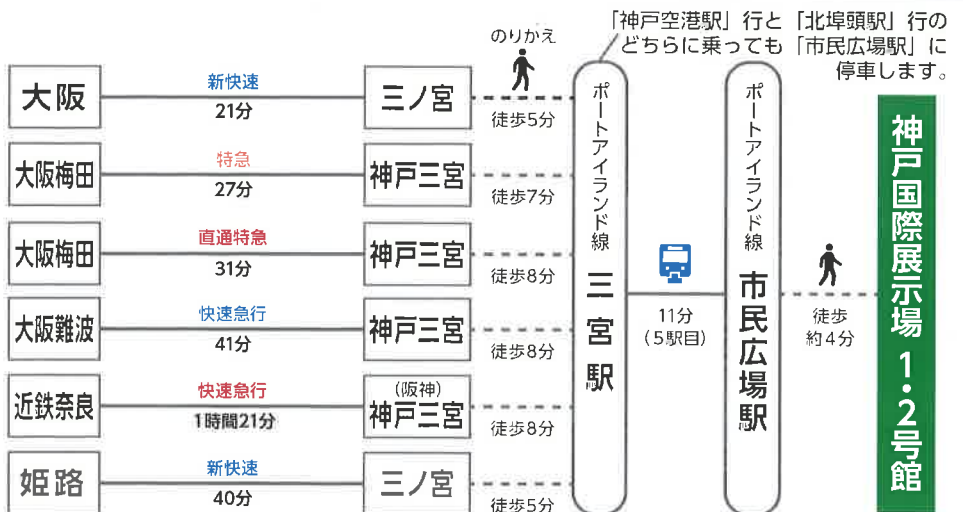 「神戸空港駅」行と「北埠頭駅」行の
どちらに乗っても「市民広場駅」に
停車します。
のりかえ
大阪
新快速
21分
三ノ宮
徒歩5分
大阪梅田
特急
27分
神戸三宮
徒歩7分
大阪梅田
直通特急
31分
神戸三宮
徒歩8分
大阪難波
快速急行
41分
神戸三宮
徒歩8分
近鉄奈良
快速急行
1時間21分
(阪神)
神戸三宮
徒歩8分
姫路
新快速
40分
三ノ宮
徒歩5分
ポートアイランド線 三宮駅
11分
(5駅目)
ポートアイランド線 市民広場駅
徒歩
約4分
神戸国際展示場 1・2号館